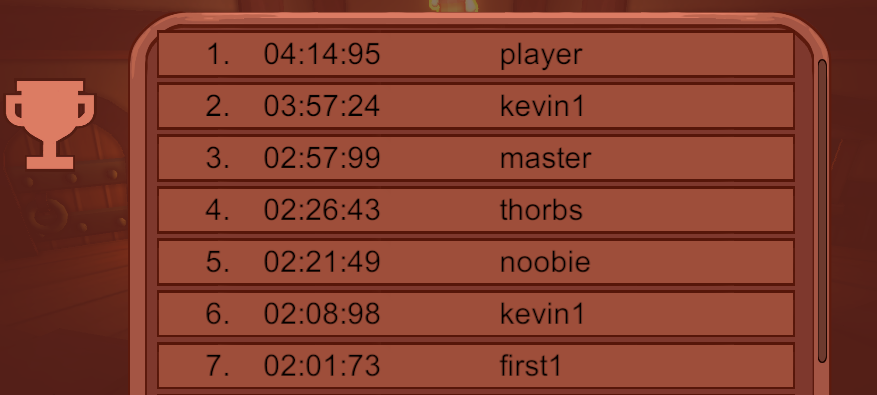 1. 04:14:95 player
2. 03:57:24 kevin1
3. 02:57:99 master
4. 02:26:43 thorbs
5. 02:21:49 noobie
6. 02:08:98 kevin1
7. 02:01:73 first1